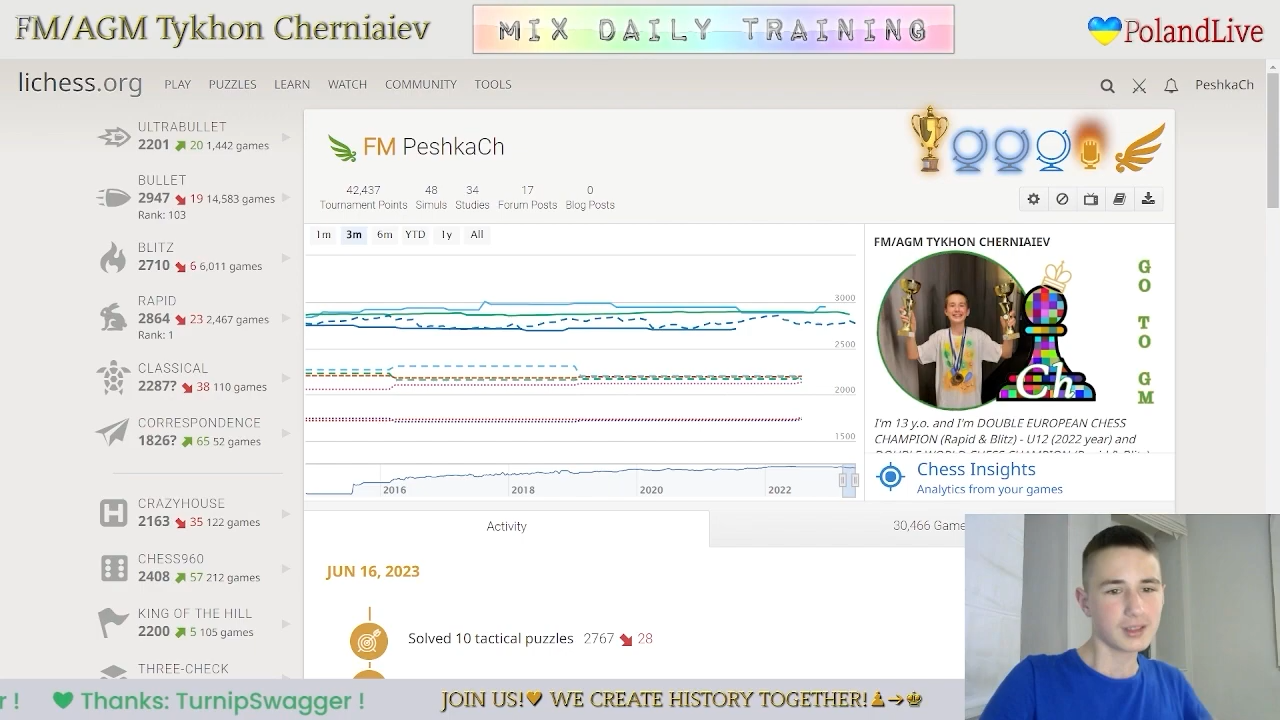 FM/AGM Tykhon Cherniaiev
MIX DAILY TRAINING
PolandLive
lichess.org PLAY PUZZLES LEARN WATCH COMMUNITY TOOLS PeshkaCh
ULTRABULLET
2201 20 1,442 games
BULLET
2947 19 14,583 games
Rank: 103
BLITZ
2710 6 6,011 games
RAPID
2864 23 2,467 games
Rank: 1
CLASSICAL
2287? 38 110 games
CORRESPONDENCE
1826? 65 52 games
CRAZYHOUSE
2163 35 122 games
CHESS960
2408 57 212 games
KING OF THE HILL
2200 5 105 games
THREE-CHECK
FM PeshkaCh
42,437 48 34 17 0
Tournament Points Simuls Studies Forum Posts Blog Posts
1m 3m 6m YTD 1y All
3000
2500
2000
1500
2016 2018 2020 2022
FM/AGM TYKHON CHERNIAIEV
GO
TO
GM
Ch
I'm 13 y.o. and I'm DOUBLE EUROPEAN CHESS
CHAMPION (Rapid & Blitz) - U12 (2022 year) and
DOUBLE WORLD CHESS CHAMPION (Rapid & Blitz)
Chess Insights
Analytics from your games
Activity 30,466 Game
JUN 16, 2023
Solved 10 tactical puzzles 2767 28
r ! Thanks: TurnipSwagger !
JOIN US! WE CREATE HISTORY TOGETHER!